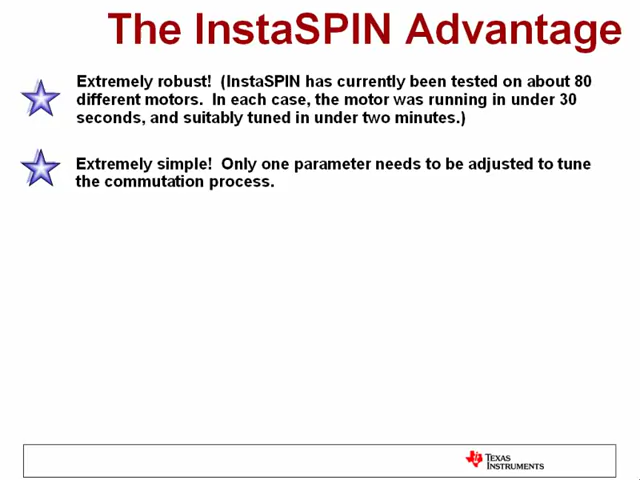 The InstaSPIN Advantage
Extremely robust! (InstaSPIN has currently been tested on about 80
different motors. In each case, the motor was running in under 30
seconds, and suitably tuned in under two minutes.)
Extremely simple! Only one parameter needs to be adjusted to tune
the commutation process.
TEXAS
INSTRUMENTS